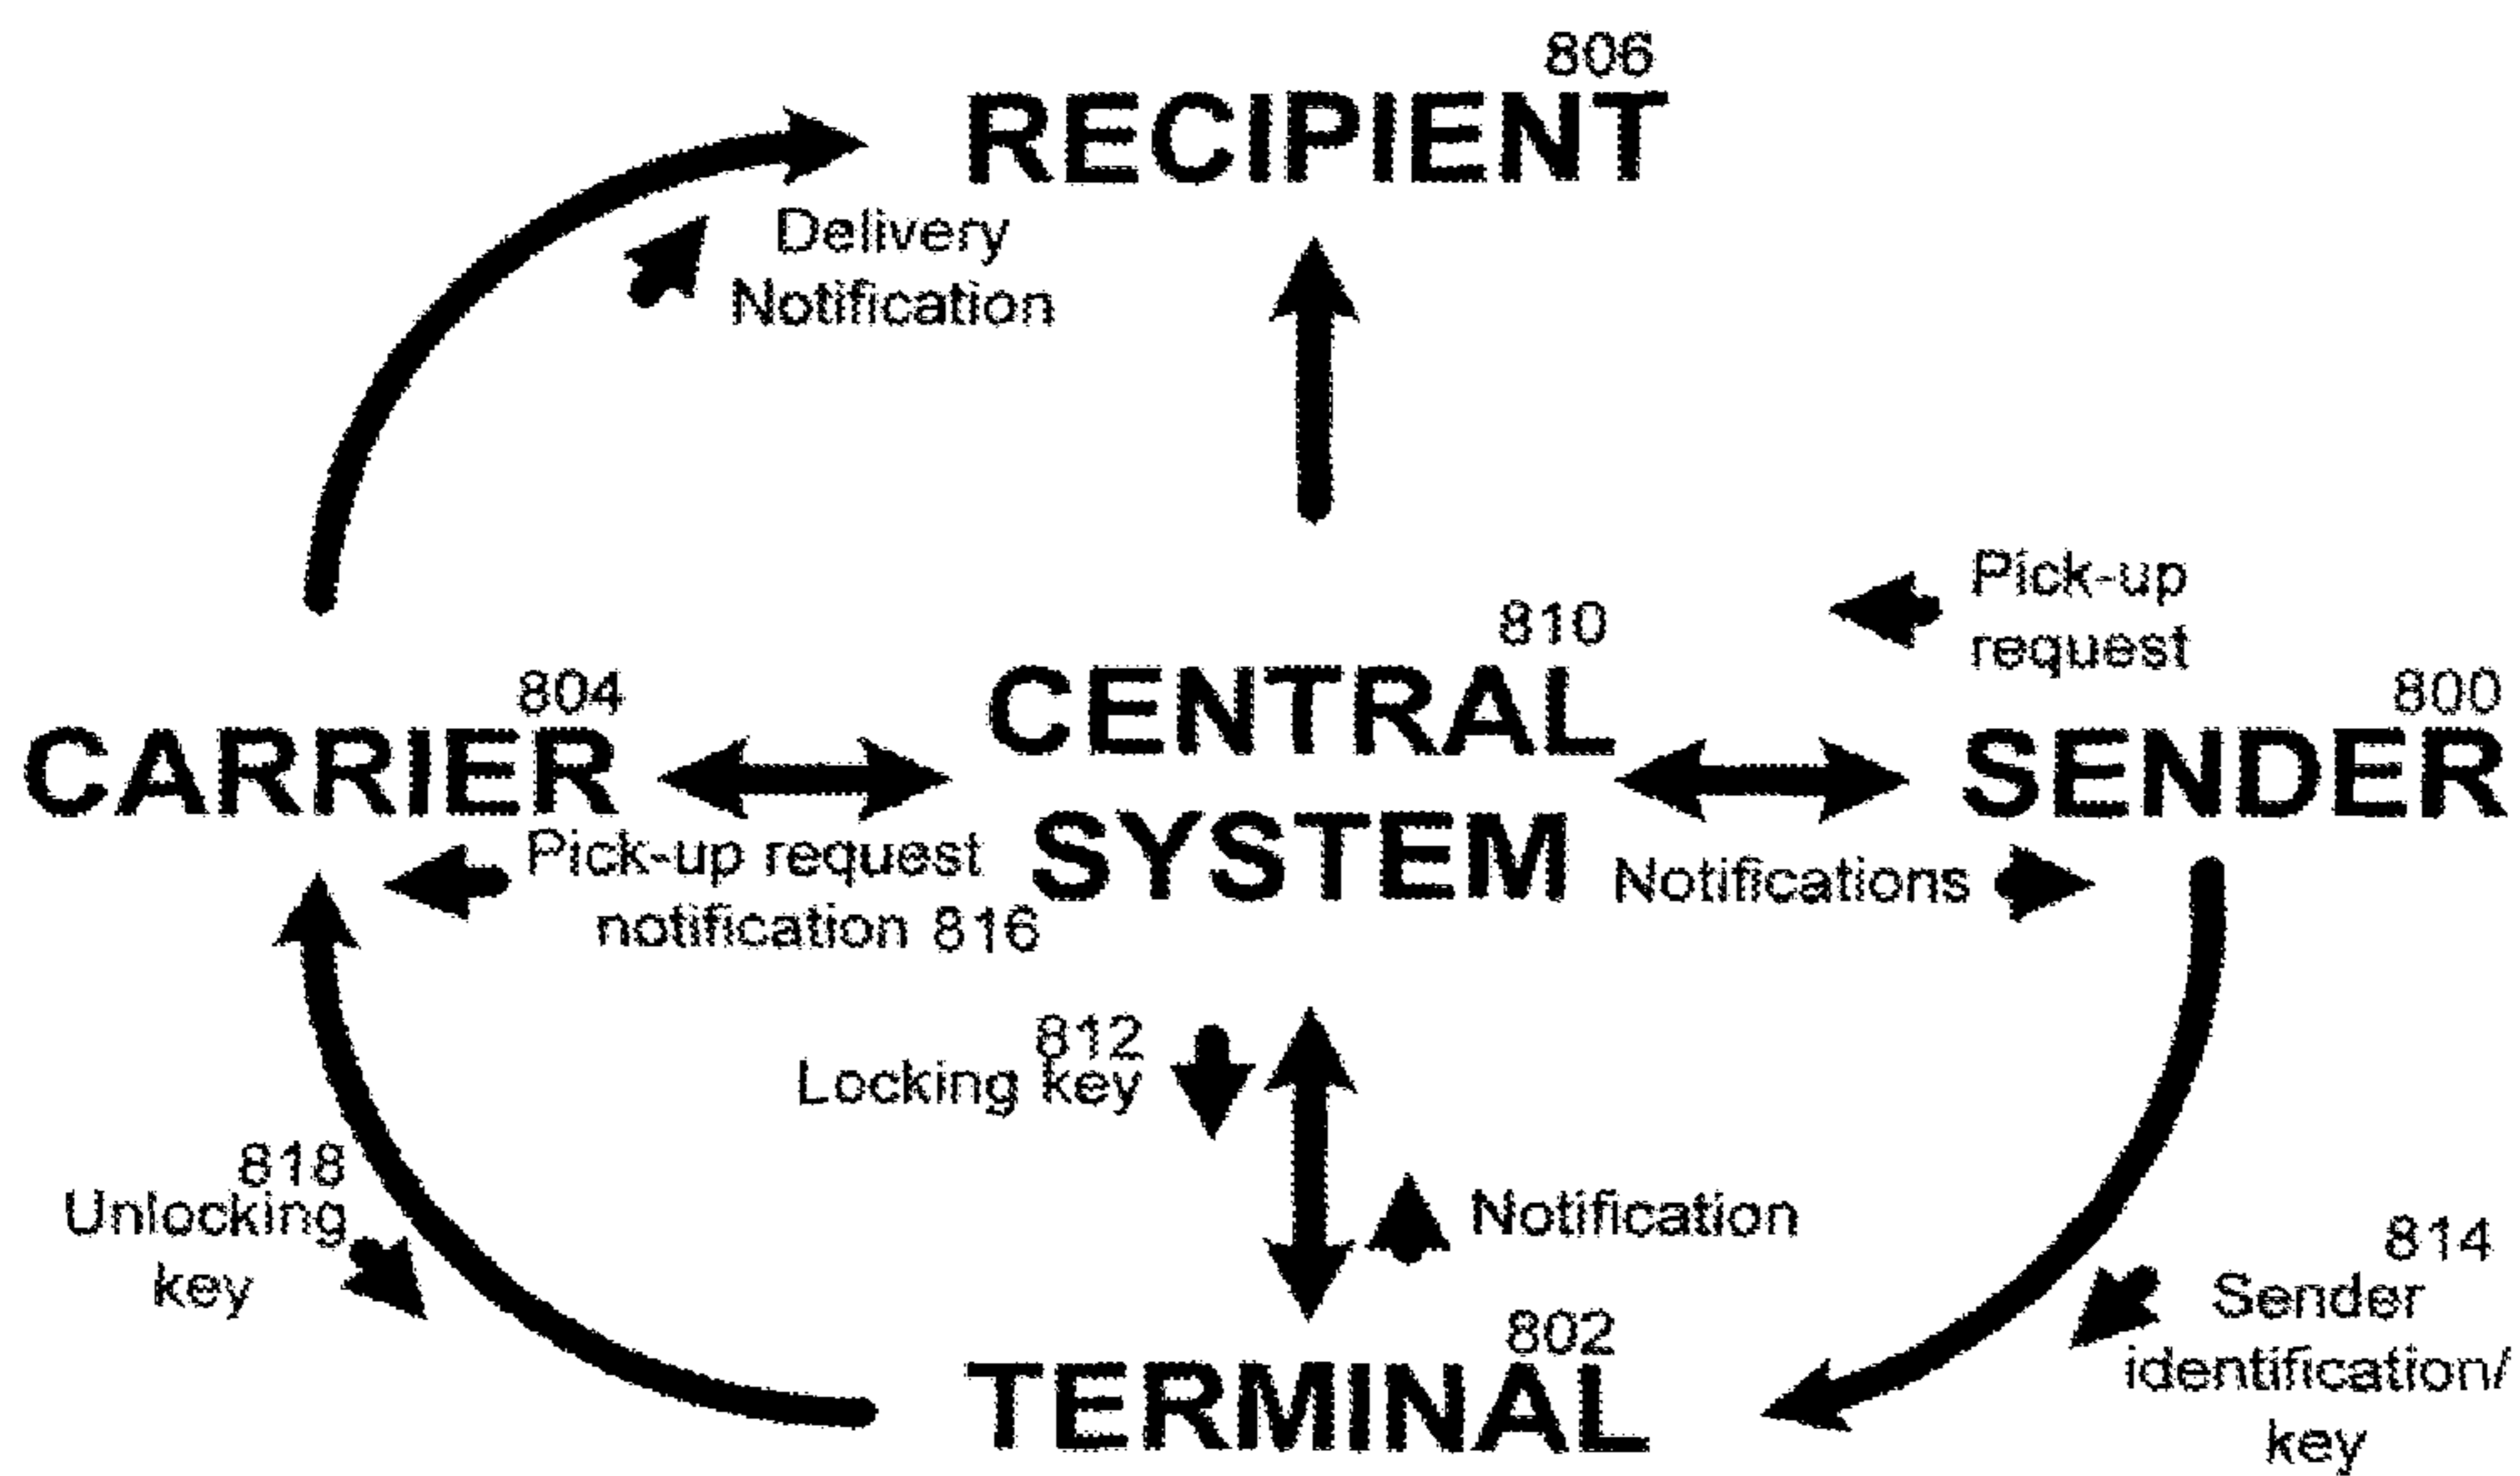 806
RECIPIENT
Delivery
Notification
Pick-up
request
810
CENTRAL
SYSTEM
804
CARRIER
800
SENDER
Pick-up request
notification 816
Notifications
812
Locking key
818
Unlocking
key
Notification
814
Sender
identification/
key
802
TERMINAL